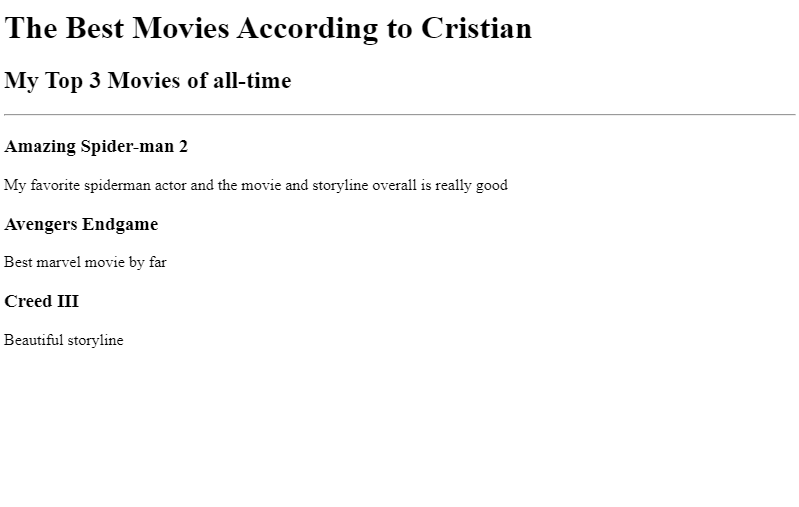 The Best Movies According to Cristian
My Top 3 Movies of all-time
Amazing Spider-man 2
My favorite spiderman actor and the movie and storyline overall is really good
Avengers Endgame
Best marvel movie by far
Creed III
Beautiful storyline